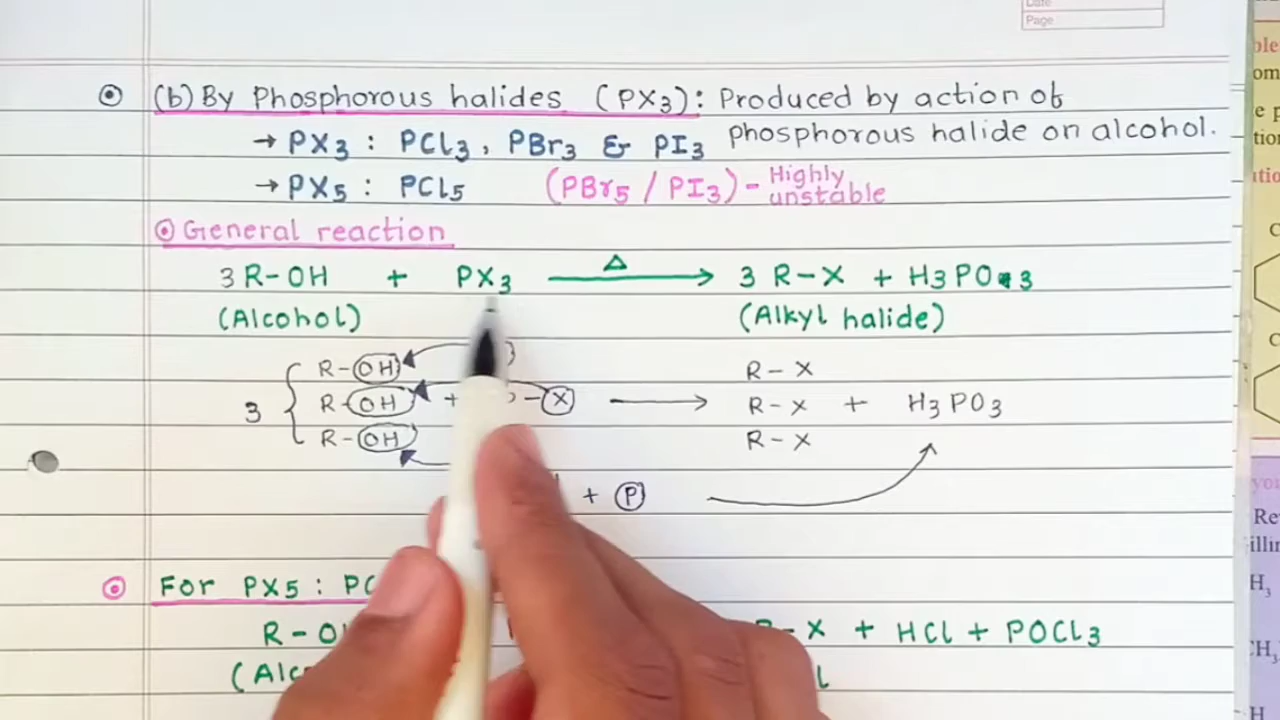 Date
Page
(b) By Phosphorous halides (PX3): Produced by action of
phosphorous halide on alcohol.
→ PX3 : PCl3, PBr3 & PI3
→ PX5 : PCl5 (PBr5 / PI3) - Highly unstable
General reaction
3 R-OH + PX3 Δ → 3 R-X + H3PO3
(Alcohol) (Alkyl halide)
R-OH R-X
3 { R-OH + - X → R-X + H3PO3
R-OH R-X
+ P
For PX5 :
R-X + HCl + POCl3